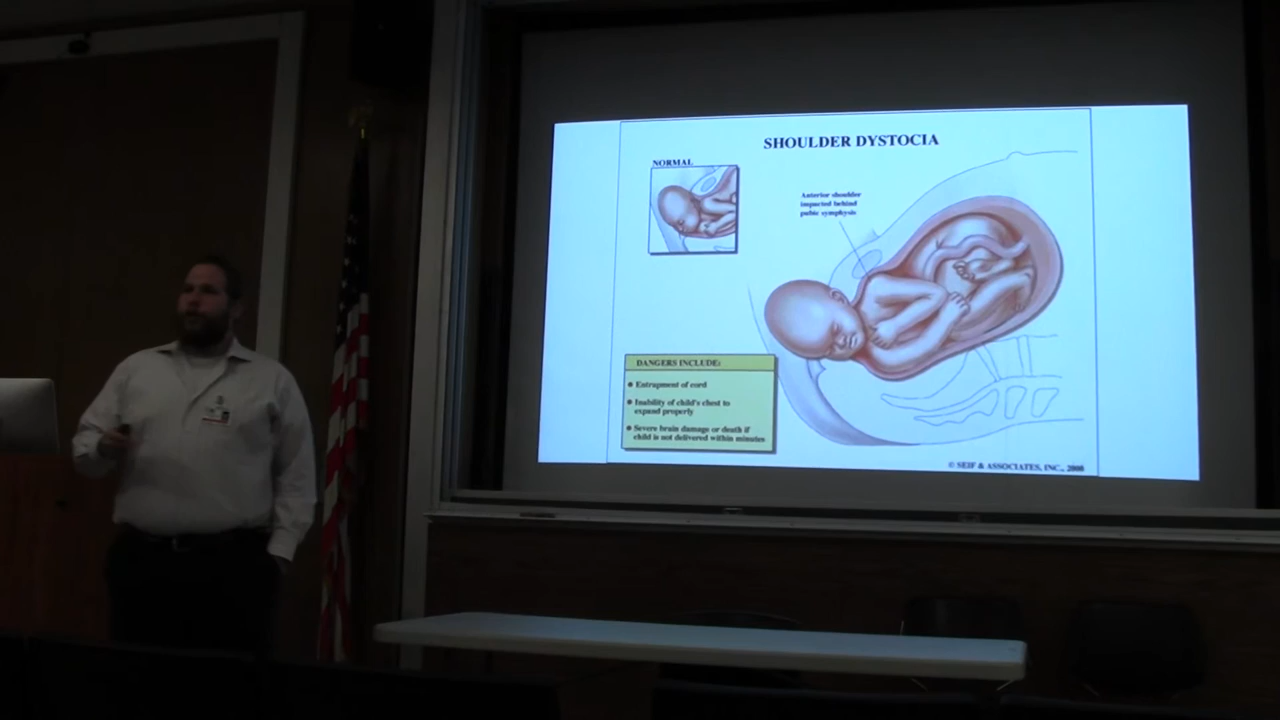 SHOULDER DYSTOCIA
NORMAL
Anterior shoulder
impacted behind
pubic symphysis
DANGERS INCLUDE:
● Entrapment of cord
● Inability of child's chest to
expand properly
● Severe brain damage or death if
child is not delivered within minutes
© SEIF & ASSOCIATES, INC., 2008